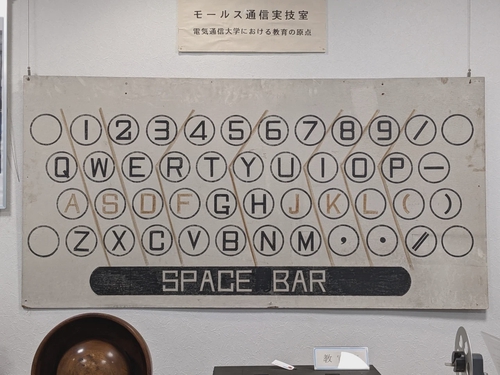 モールス通信実技室
電気通信大学における教育の原点
1 2 3 4 5 6 7 8 9 /
Q W E R T Y U I O P —
A S D F G H J K L ( )
Z X C V B N M , . //
SPACE BAR